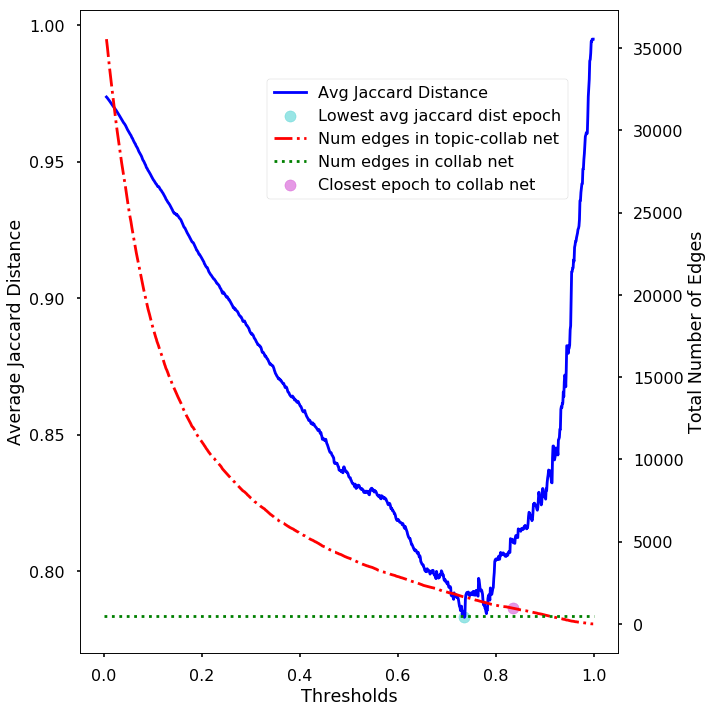 1.00
0.95
0.90
0.85
0.80
Average Jaccard Distance
Avg Jaccard Distance
Lowest avg jaccard dist epoch
Num edges in topic-collab net
Num edges in collab net
Closest epoch to collab net
35000
30000
25000
20000
15000
10000
5000
0
Total Number of Edges
0.0 0.2 0.4 0.6 0.8 1.0
Thresholds